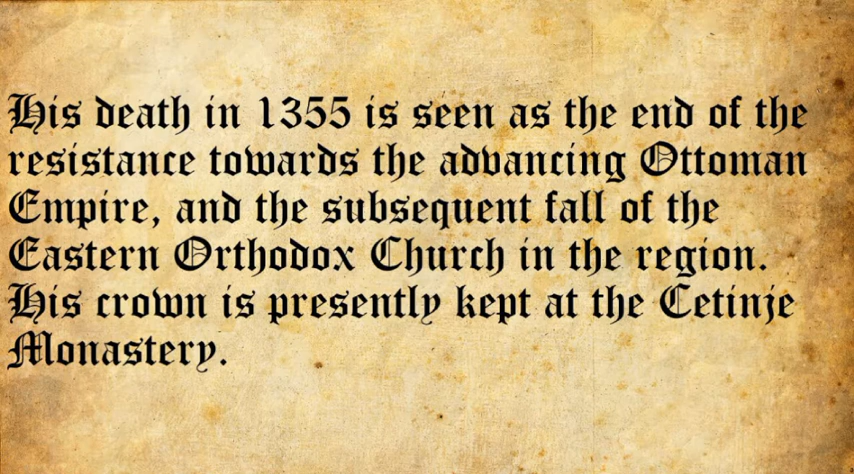 His death in 1355 is seen as the end of the
resistance towards the advancing Ottoman
Empire, and the subsequent fall of the
Eastern Orthodox Church in the region.
His crown is presently kept at the Cetinje
Monastery.